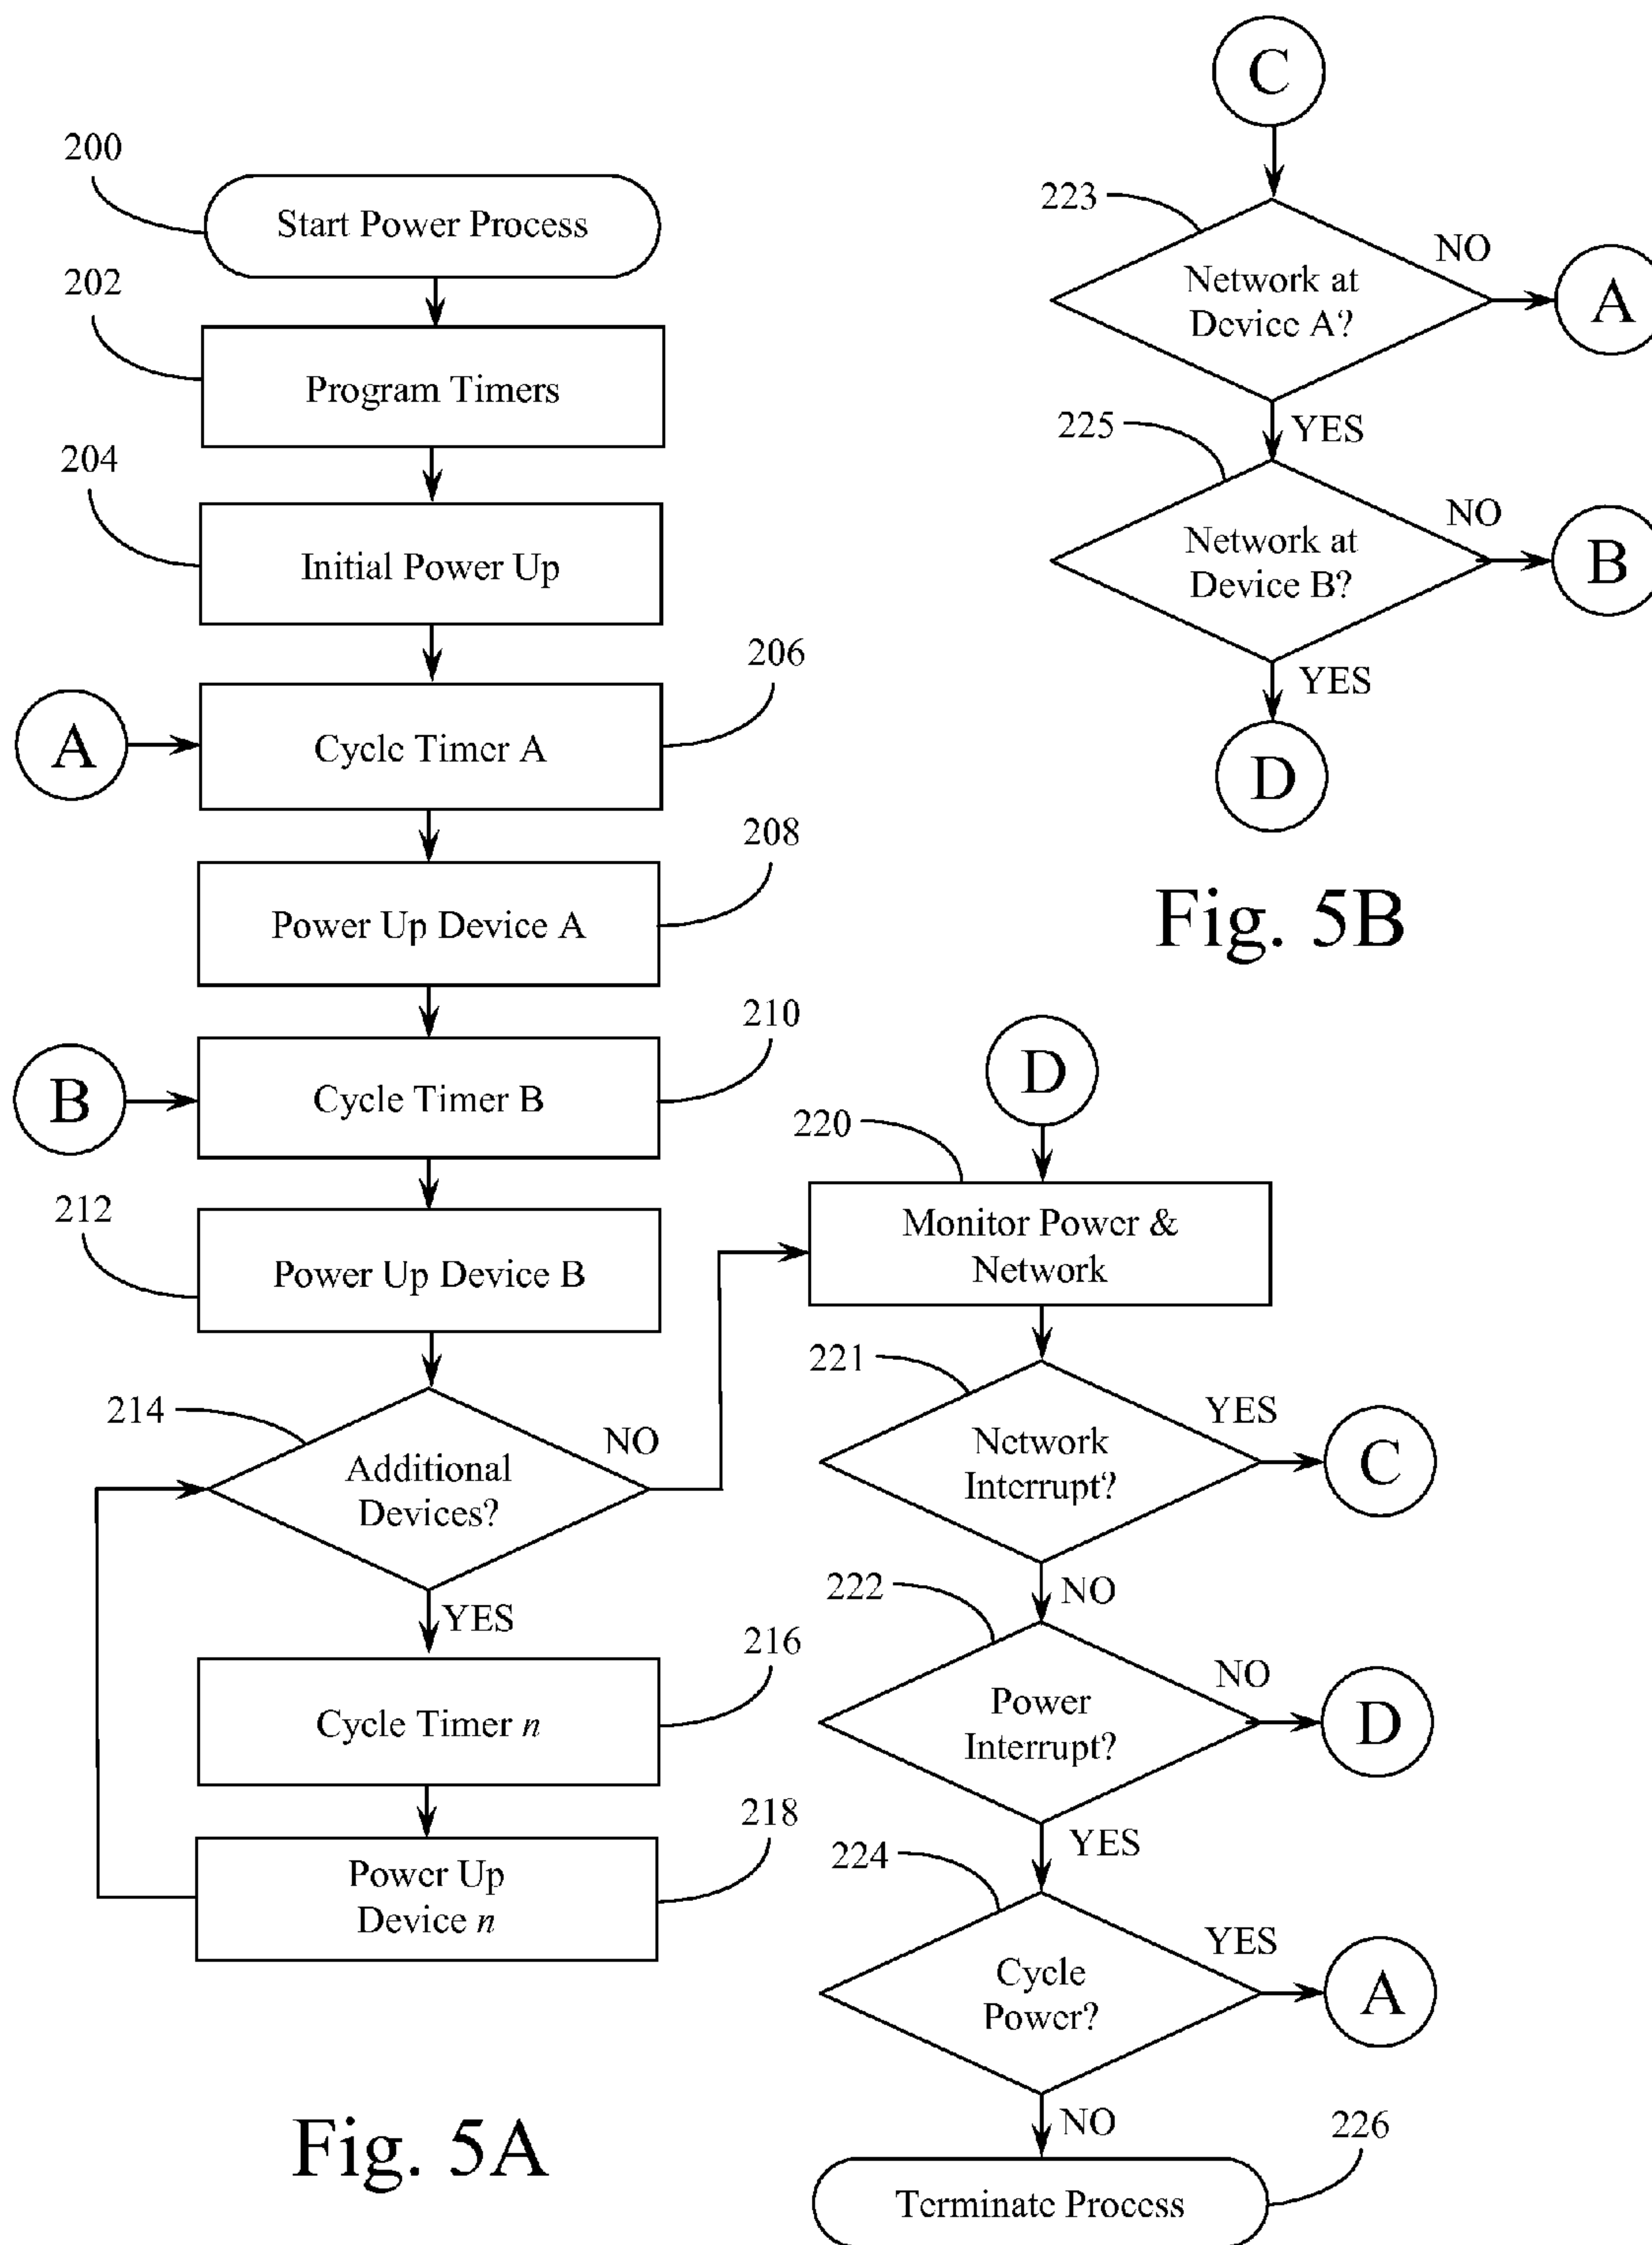 200
Start Power Process
202
Program Timers
204
Initial Power Up
206
A
Cycle Timer A
208
Power Up Device A
210
B
Cycle Timer B
212
Power Up Device B
214
Additional
Devices?
NO
YES
216
Cycle Timer n
218
Power Up
Device n
Fig. 5A
C
223
Network at
Device A?
NO
A
YES
225
Network at
Device B?
NO
B
YES
D
Fig. 5B
D
220
Monitor Power &
Network
221
Network
Interrupt?
YES
C
NO
222
Power
Interrupt?
NO
D
YES
224
Cycle
Power?
YES
A
NO
226
Terminate Process